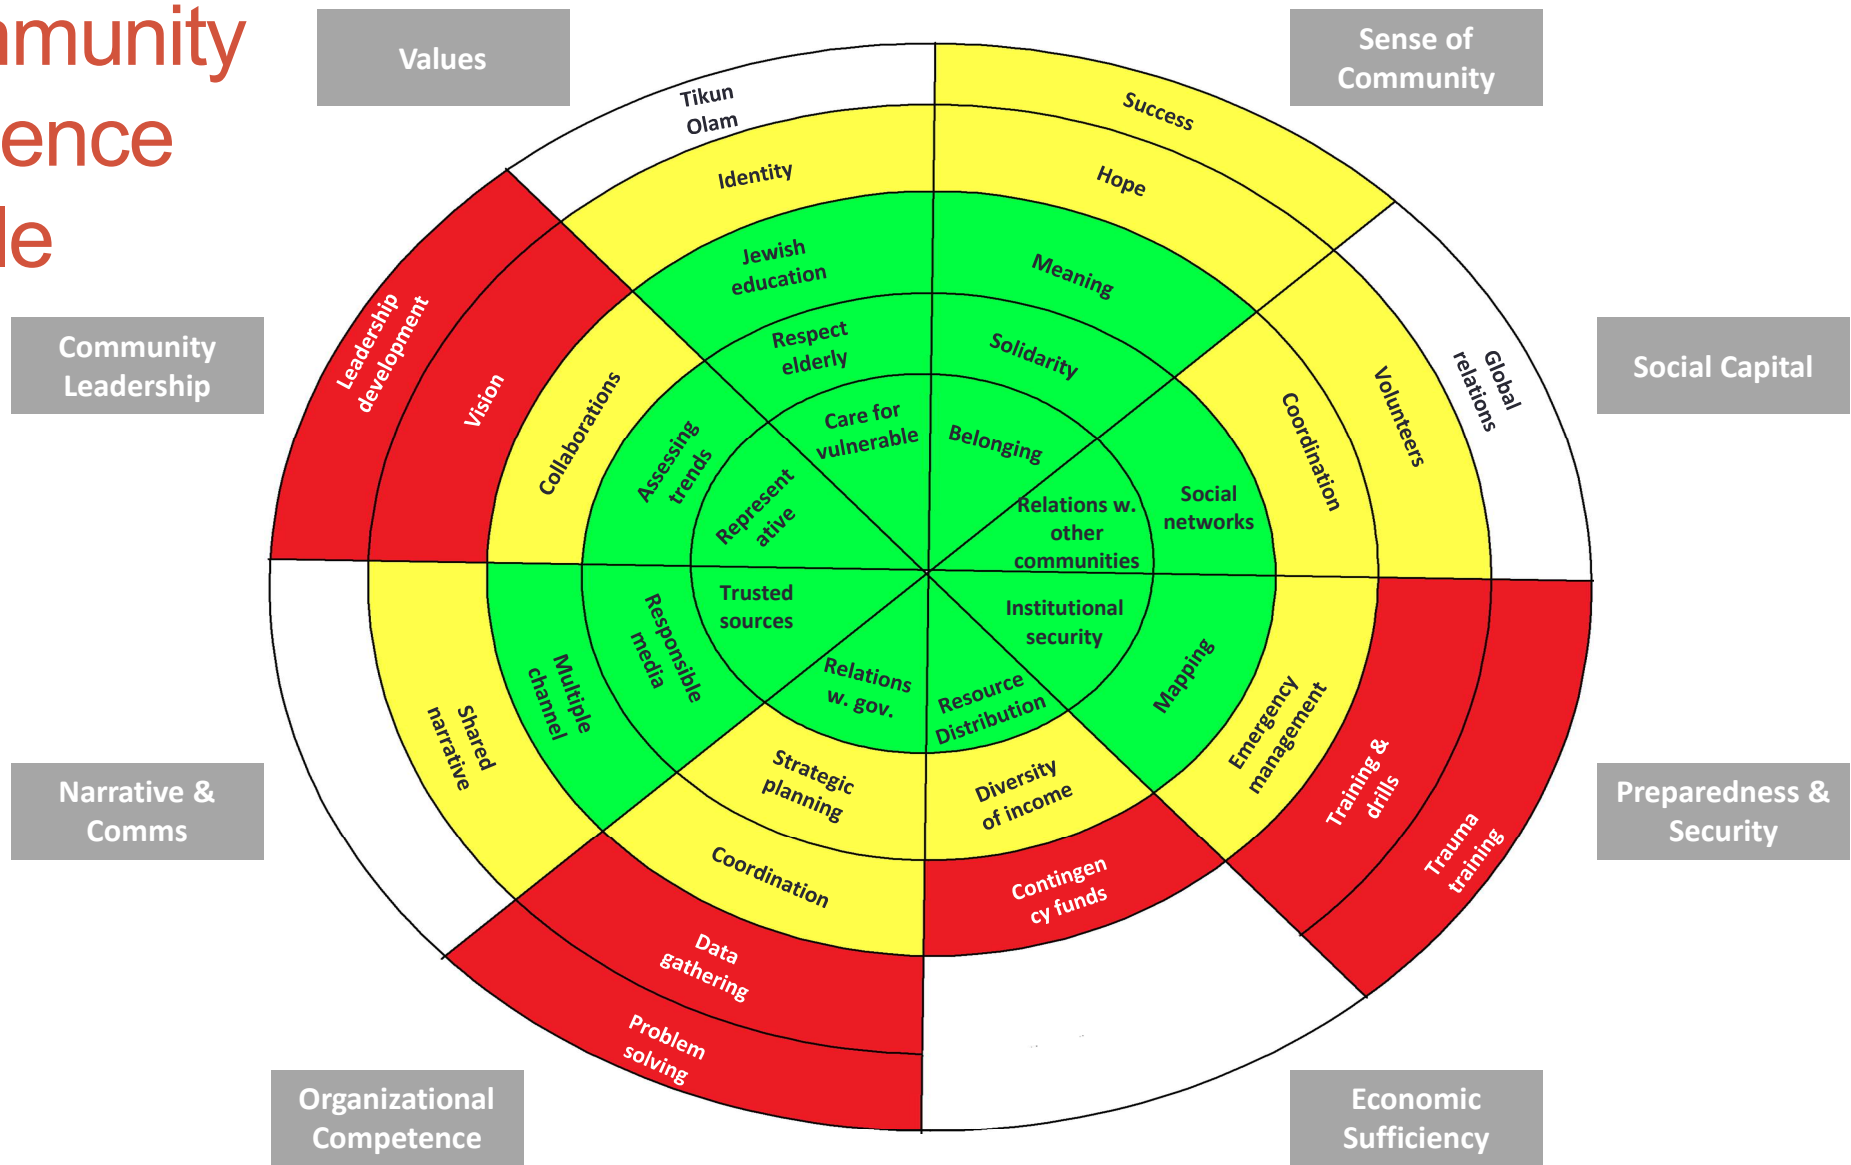 mmunity
ence
le
Values
Sense of
Community
Community
Leadership
Social Capital
Narrative &
Comms
Preparedness &
Security
Organizational
Competence
Economic
Sufficiency
Tikun
Olam
Identity
Jewish
education
Respect
elderly
Care for
vulnerable
Success
Hope
Meaning
Solidarity
Belonging
Global
relations
Volunteers
Coordination
Social
networks
Relations w.
other
communities
Leadership
development
Vision
Collaborations
Assessing
trends
Represent
ative
Trusted
sources
Responsible
media
Multiple
channel
Shared
narrative
Institutional
security
Mapping
Emergency
management
Training &
drills
Trauma
training
Relations
w. gov.
Strategic
planning
Coordination
Data
gathering
Problem
solving
Resource
Distribution
Diversity
of income
Contingen
cy funds